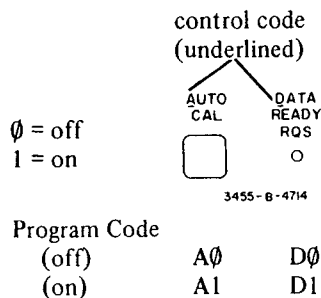 control code
(underlined)
AUTO CAL
DATA READY RQS
Ø = off
1 = on
3455-B-4714
Program Code
(off) AØ DØ
(on) A1 D1